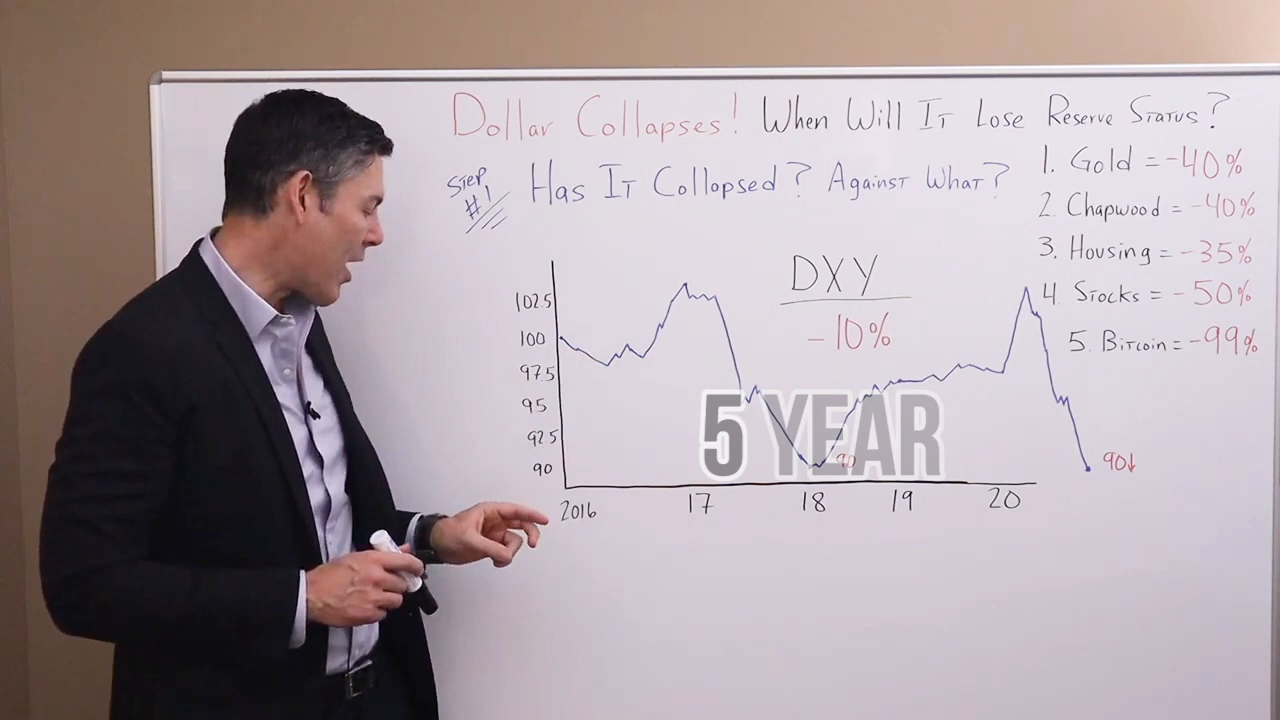 Dollar Collapses! When Will It Lose Reserve Status?
Step
#1
Has It Collapsed? Against What?
1. Gold = -40%
2. Chapwood = -40%
3. Housing = -35%
4. Stocks = -50%
5. Bitcoin = -99%
DXY
-10%
102.5
100
97.5
95
92.5
90
5 YEAR
90
90↓
2016 17 18 19 20